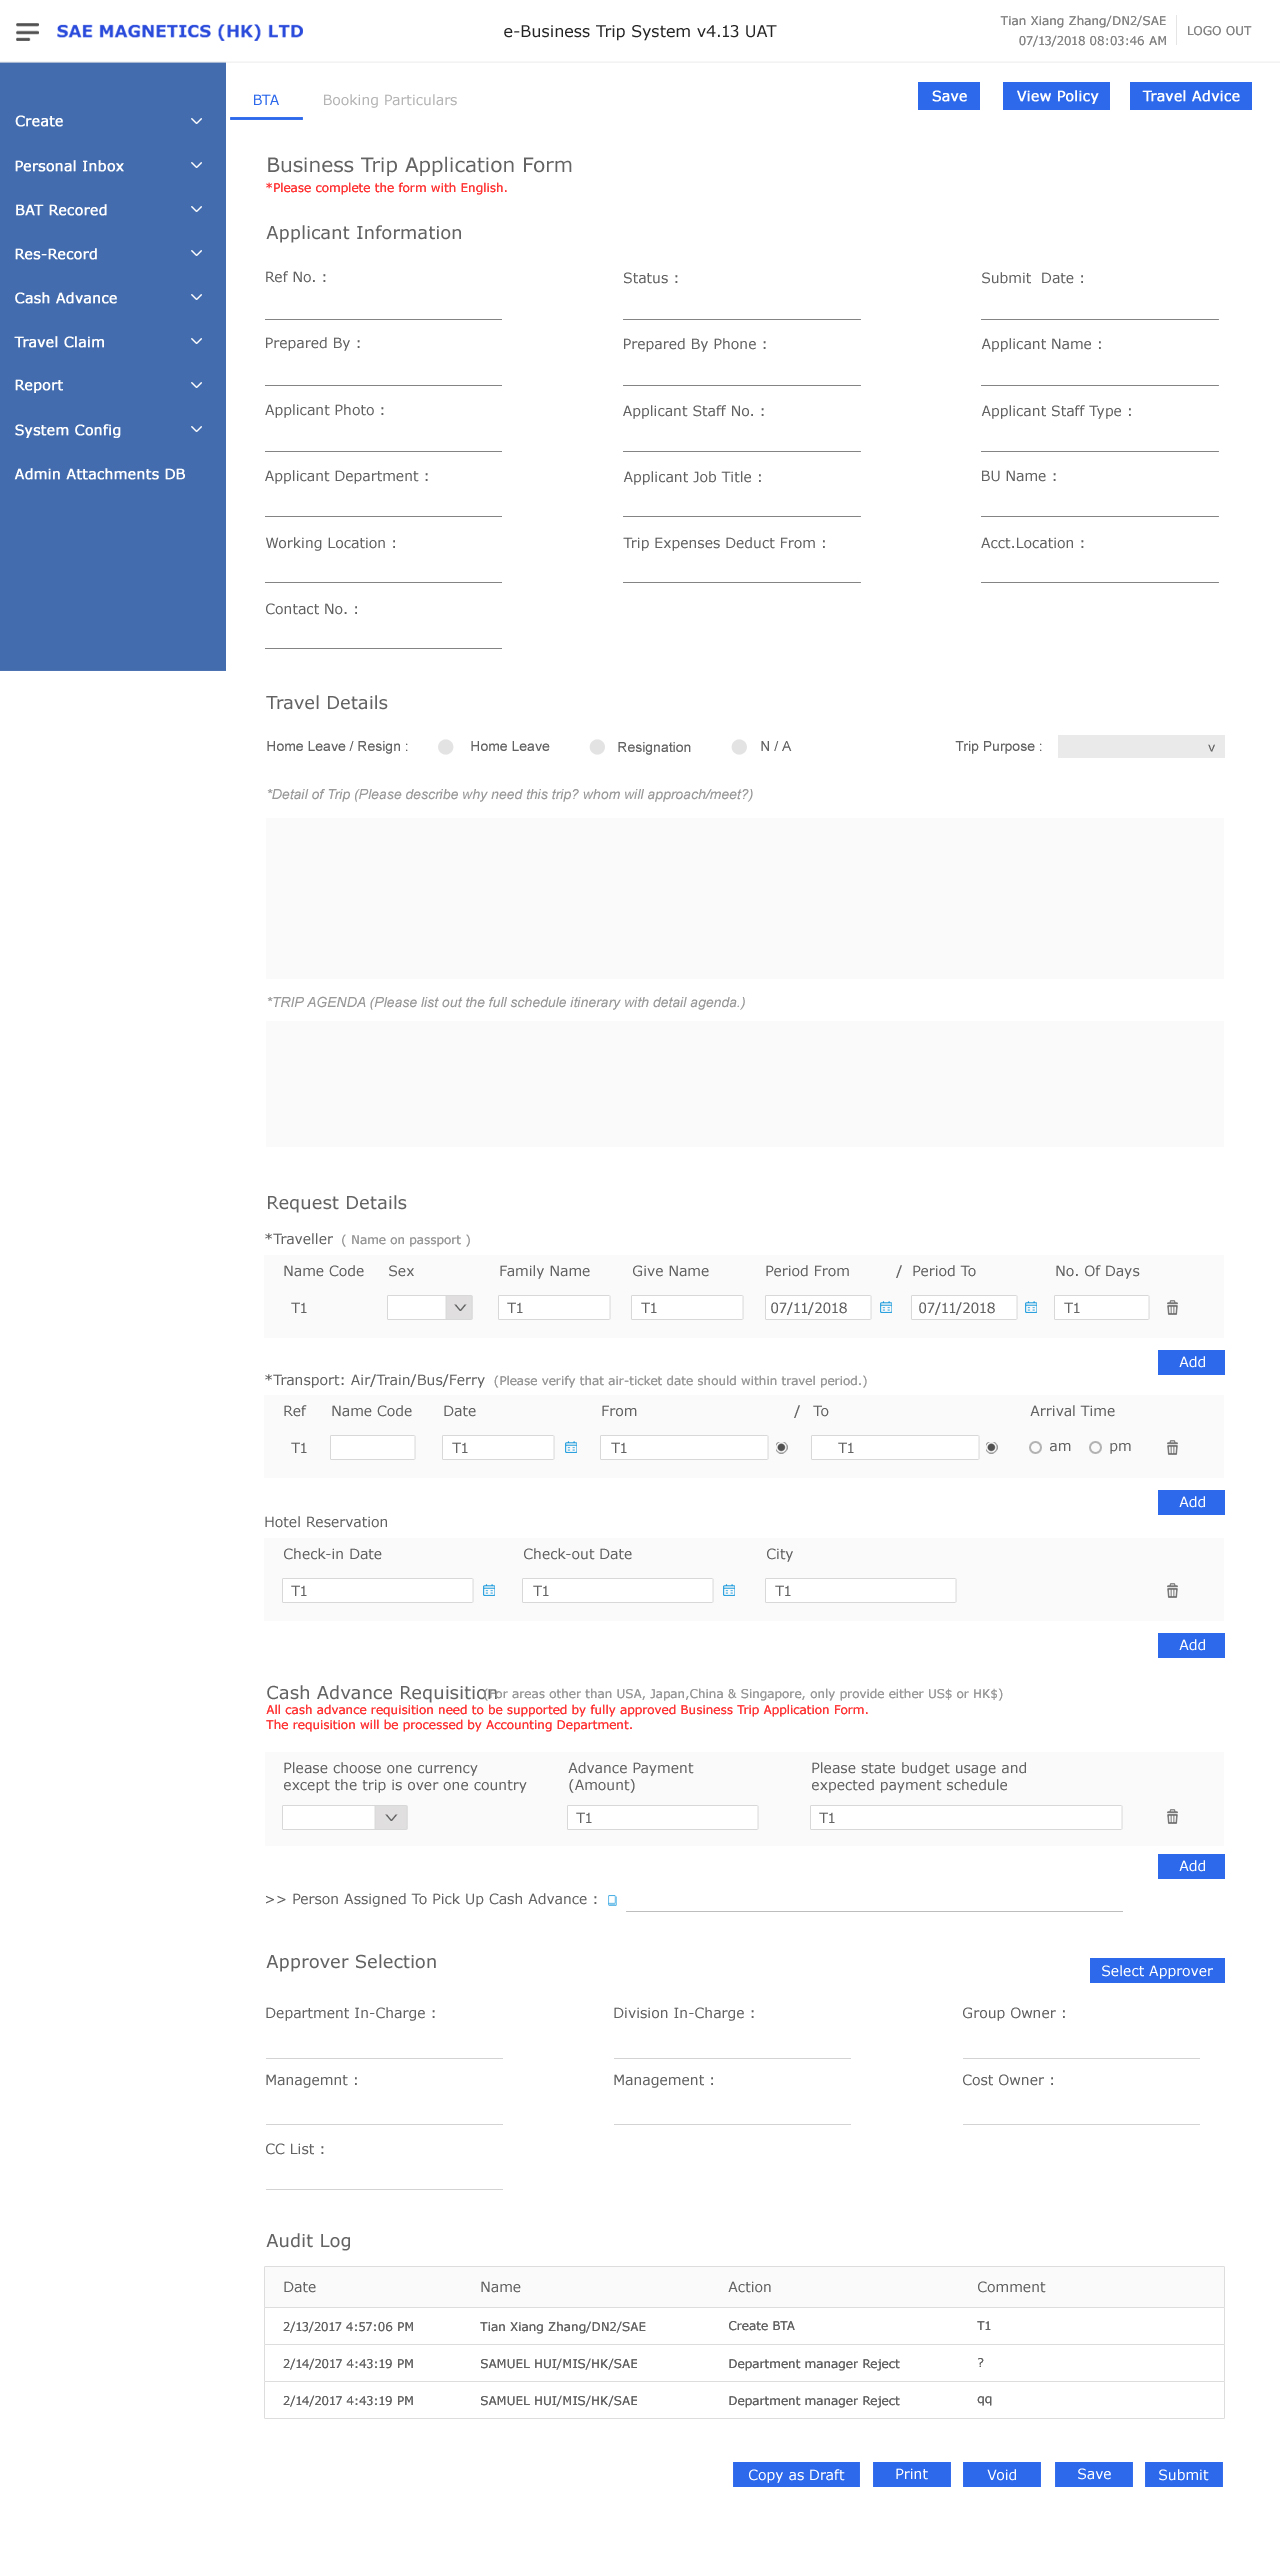 SAE MAGNETICS (HK) LTD
e-Business Trip System v4.13 UAT
Tian Xiang Zhang/DN2/SAE
07/13/2018 08:03:46 AM
LOGO OUT
Create
Personal Inbox
BAT Recored
Res-Record
Cash Advance
Travel Claim
Report
System Config
Admin Attachments DB
BTA Booking Particulars
Save View Policy Travel Advice
Business Trip Application Form
*Please complete the form with English.
Applicant Information
Ref No. : Status : Submit Date :
Prepared By : Prepared By Phone : Applicant Name :
Applicant Photo : Applicant Staff No. : Applicant Staff Type :
Applicant Department : Applicant Job Title : BU Name :
Working Location : Trip Expenses Deduct From : Acct.Location :
Contact No. :
Travel Details
Home Leave / Resign : Home Leave Resignation N / A Trip Purpose : v
*Detail of Trip (Please describe why need this trip? whom will approach/meet?)
*TRIP AGENDA (Please list out the full schedule itinerary with detail agenda.)
Request Details
*Traveller ( Name on passport )
Name Code Sex Family Name Give Name Period From / Period To No. Of Days
T1 T1 T1 07/11/2018 07/11/2018 T1
Add
*Transport: Air/Train/Bus/Ferry (Please verify that air-ticket date should within travel period.)
Ref Name Code Date From / To Arrival Time
T1 T1 T1 T1 am pm
Add
Hotel Reservation
Check-in Date Check-out Date City
T1 T1 T1
Add
Cash Advance Requisition (For areas other than USA, Japan,China & Singapore, only provide either US$ or HK$)
All cash advance requisition need to be supported by fully approved Business Trip Application Form.
The requisition will be processed by Accounting Department.
Please choose one currency Advance Payment Please state budget usage and
except the trip is over one country (Amount) expected payment schedule
T1 T1
Add
>> Person Assigned To Pick Up Cash Advance :
Approver Selection
Select Approver
Department In-Charge : Division In-Charge : Group Owner :
Managemnt : Management : Cost Owner :
CC List :
Audit Log
Date Name Action Comment
2/13/2017 4:57:06 PM Tian Xiang Zhang/DN2/SAE Create BTA T1
2/14/2017 4:43:19 PM SAMUEL HUI/MIS/HK/SAE Department manager Reject ?
2/14/2017 4:43:19 PM SAMUEL HUI/MIS/HK/SAE Department manager Reject qq
Copy as Draft Print Void Save Submit